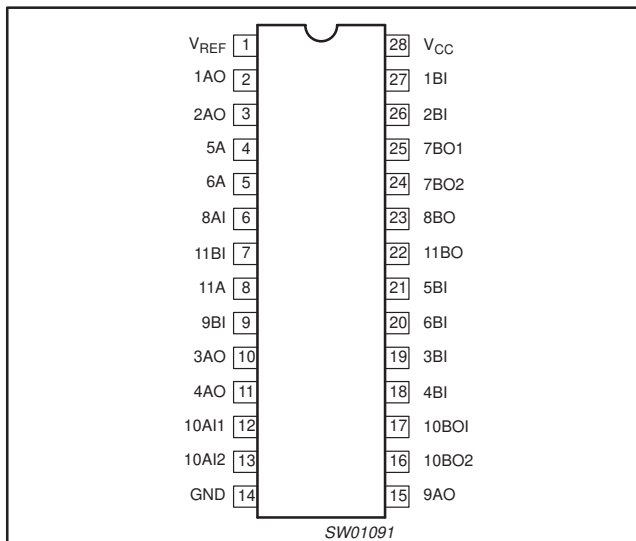 VREF 1 28 VCC
1AO 2 27 1BI
2AO 3 26 2BI
5A 4 25 7BO1
6A 5 24 7BO2
8AI 6 23 8BO
11BI 7 22 11BO
11A 8 21 5BI
9BI 9 20 6BI
3AO 10 19 3BI
4AO 11 18 4BI
10AI1 12 17 10BOI
10AI2 13 16 10BO2
GND 14 15 9AO
SW01091